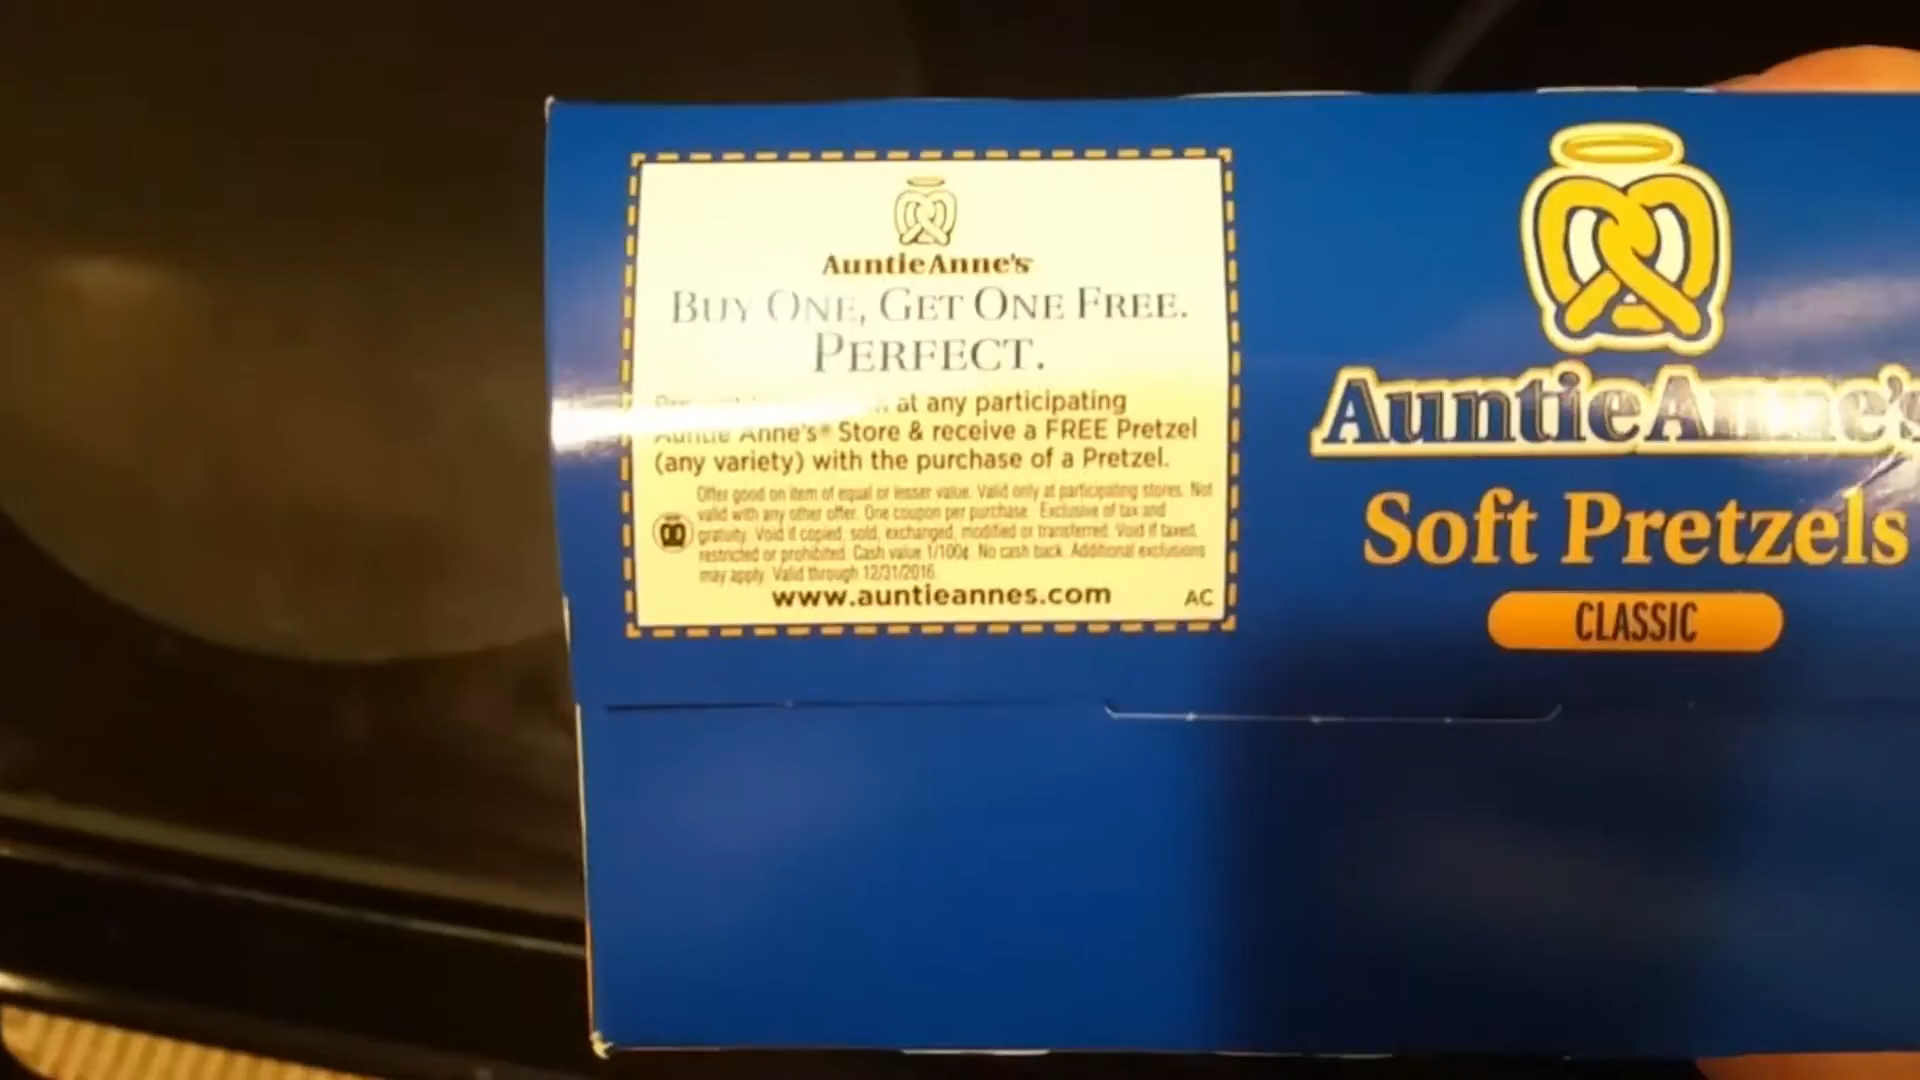 AuntieAnne's
BUY ONE, GET ONE FREE.
PERFECT.
at any participating
Auntie Anne's® Store & receive a FREE Pretzel
(any variety) with the purchase of a Pretzel.
Offer good on item of equal or lesser value. Valid only at participating stores. Not
valid with any other offer. One coupon per purchase. Exclusive of tax and
gratuity. Void if copied, sold, exchanged, modified or transferred. Void if taxed,
restricted or prohibited. Cash value 1/100¢. No cash back. Additional exclusions
may apply. Valid through 12/31/2016.
www.auntieannes.com
AC
AuntieAnne's
Soft Pretzels
CLASSIC